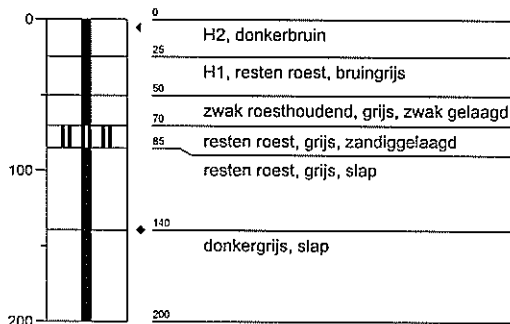 0
0
H2, donkerbruin
25
H1, resten roest, bruingrijs
50
zwak roesthoudend, grijs, zwak gelaagd
70
resten roest, grijs, zandiggelaagd
85
resten roest, grijs, slap
100
140
donkergrijs, slap
200
200